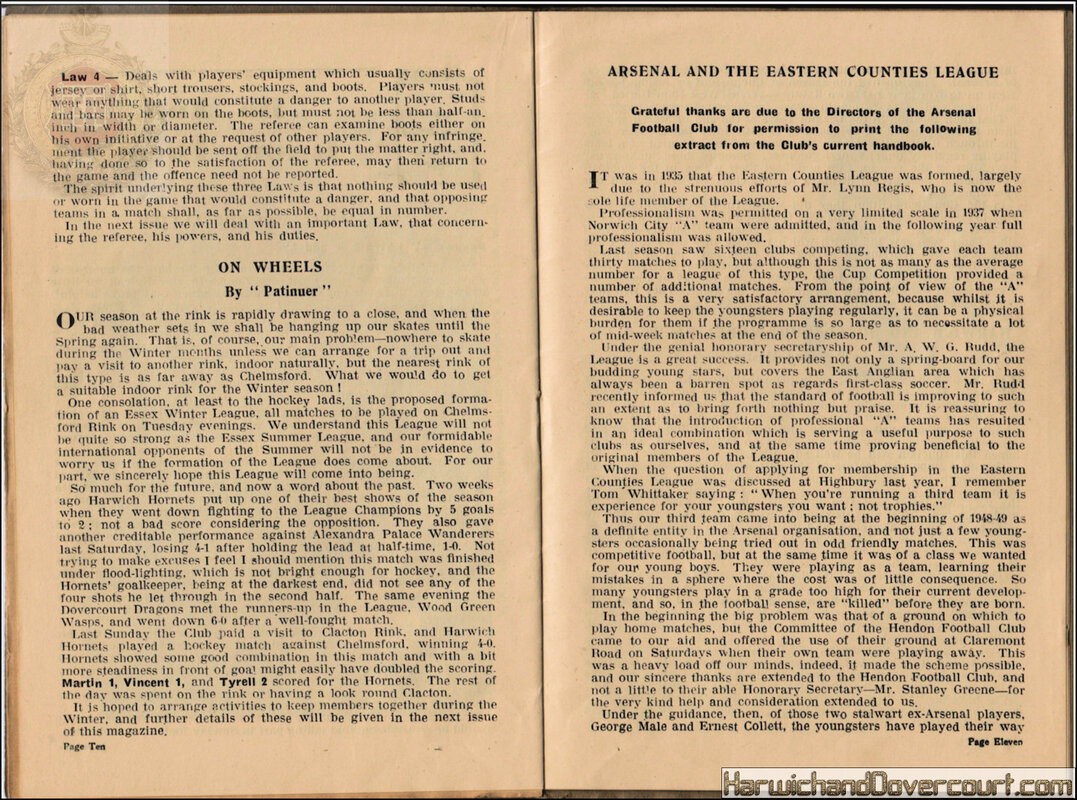 Law 4 — Deals with players' equipment which usually consists of
jersey or shirt, short trousers, stockings, and boots. Players must not
wear anything that would constitute a danger to another player. Studs
and bars may be worn on the boots, but must not be less than half-an-
inch in width or diameter. The referee can examine boots either on
his own initiative or at the request of other players. For any infringe-
ment the player should be sent off the field to put the matter right, and,
having done so to the satisfaction of the referee, may then return to
the game and the offence need not be reported.
The spirit underlying these three Laws is that nothing should be used
or worn in the game that would constitute a danger, and that opposing
teams in a match shall, as far as possible, be equal in number.
In the next issue we will deal with an important Law, that concern-
ing the referee, his powers, and his duties.
ON WHEELS
By "Patinuer"
OUR season at the rink is rapidly drawing to a close, and when the
bad weather sets in we shall be hanging up our skates until the
Spring again. That is, of course, our main problem—nowhere to skate
during the Winter months unless we can arrange for a trip out and
pay a visit to another rink, indoor naturally, but the nearest rink of
this type is as far away as Chelmsford. What we would do to get
a suitable indoor rink for the Winter season!
One consolation, at least to the hockey lads, is the proposed forma-
tion of an Essex Winter League, all matches to be played on Chelms-
ford Rink on Tuesday evenings. We understand this League will not
be quite so strong as the Essex Summer League, and our formidable
international opponents of the Summer will not be in evidence to
worry us if the formation of the League does come about. For our
part, we sincerely hope this League will come into being.
So much for the future, and now a word about the past. Two weeks
ago Harwich Hornets put up one of their best shows of the season
when they went down fighting to the League Champions by 5 goals
to 2; not a bad score considering the opposition. They also gave
another creditable performance against Alexandra Palace Wanderers
last Saturday, losing 4-1 after holding the lead at half-time, 1-0. Not
trying to make excuses I feel I should mention this match was finished
under flood-lighting, which is not bright enough for hockey, and the
Hornets' goalkeeper, being at the darkest end, did not see any of the
four shots he let through in the second half. The same evening the
Dovercourt Dragons met the runners-up in the League, Wood Green
Wasps, and went down 6-0 after a well-fought match.
Last Sunday the Club paid a visit to Clacton Rink, and Harwich
Hornets played a hockey match against Chelmsford, winning 4-0.
Hornets showed some good combination in this match and with a bit
more steadiness in front of goal might easily have doubled the scoring.
Martin 1, Vincent 1, and Tyrell 2 scored for the Hornets. The rest of
the day was spent on the rink or having a look round Clacton.
It is hoped to arrange activities to keep members together during the
Winter, and further details of these will be given in the next issue
of this magazine.
Page Ten
ARSENAL AND THE EASTERN COUNTIES LEAGUE
Grateful thanks are due to the Directors of the Arsenal
Football Club for permission to print the following
extract from the Club's current handbook.
IT was in 1935 that the Eastern Counties League was formed, largely
due to the strenuous efforts of Mr. Lynn Regis, who is now the
sole life member of the League.
Professionalism was permitted on a very limited scale in 1937 when
Norwich City "A" team were admitted, and in the following year full
professionalism was allowed.
Last season saw sixteen clubs competing, which gave each team
thirty matches to play, but although this is not as many as the average
number for a league of this type, the Cup Competition provided a
number of additional matches. From the point of view of the "A"
teams, this is a very satisfactory arrangement, because whilst it is
desirable to keep the youngsters playing regularly, it can be a physical
burden for them if the programme is so large as to necessitate a lot
of mid-week matches at the end of the season.
Under the genial honorary secretaryship of Mr. A. W. G. Rudd, the
League is a great success. It provides not only a spring-board for our
budding young stars, but covers the East Anglian area which has
always been a barren spot as regards first-class soccer. Mr. Rudd
recently informed us that the standard of football is improving to such
an extent as to bring forth nothing but praise. It is reassuring to
know that the introduction of professional "A" teams has resulted
in an ideal combination which is serving a useful purpose to such
clubs as ourselves, and at the same time proving beneficial to the
original members of the League.
When the question of applying for membership in the Eastern
Counties League was discussed at Highbury last year, I remember
Tom Whittaker saying: "When you're running a third team it is
experience for your youngsters you want; not trophies."
Thus our third team came into being at the beginning of 1948-49 as
a definite entity in the Arsenal organisation, and not just a few young-
sters occasionally being tried out in odd friendly matches. This was
competitive football, but at the same time it was of a class we wanted
for our young boys. They were playing as a team, learning their
mistakes in a sphere where the cost was of little consequence. So
many youngsters play in a grade too high for their current develop-
ment, and so, in the football sense, are "killed" before they are born.
In the beginning the big problem was that of a ground on which to
play home matches, but the Committee of the Hendon Football Club
came to our aid and offered the use of their ground at Claremont
Road on Saturdays when their own team were playing away. This
was a heavy load off our minds, indeed, it made the scheme possible,
and our sincere thanks are extended to the Hendon Football Club, and
not a little to their able Honorary Secretary—Mr. Stanley Greene—for
the very kind help and consideration extended to us.
Under the guidance, then, of those two stalwart ex-Arsenal players,
George Male and Ernest Collett, the youngsters have played their way
Page Eleven
HarwichandDovercourt.com